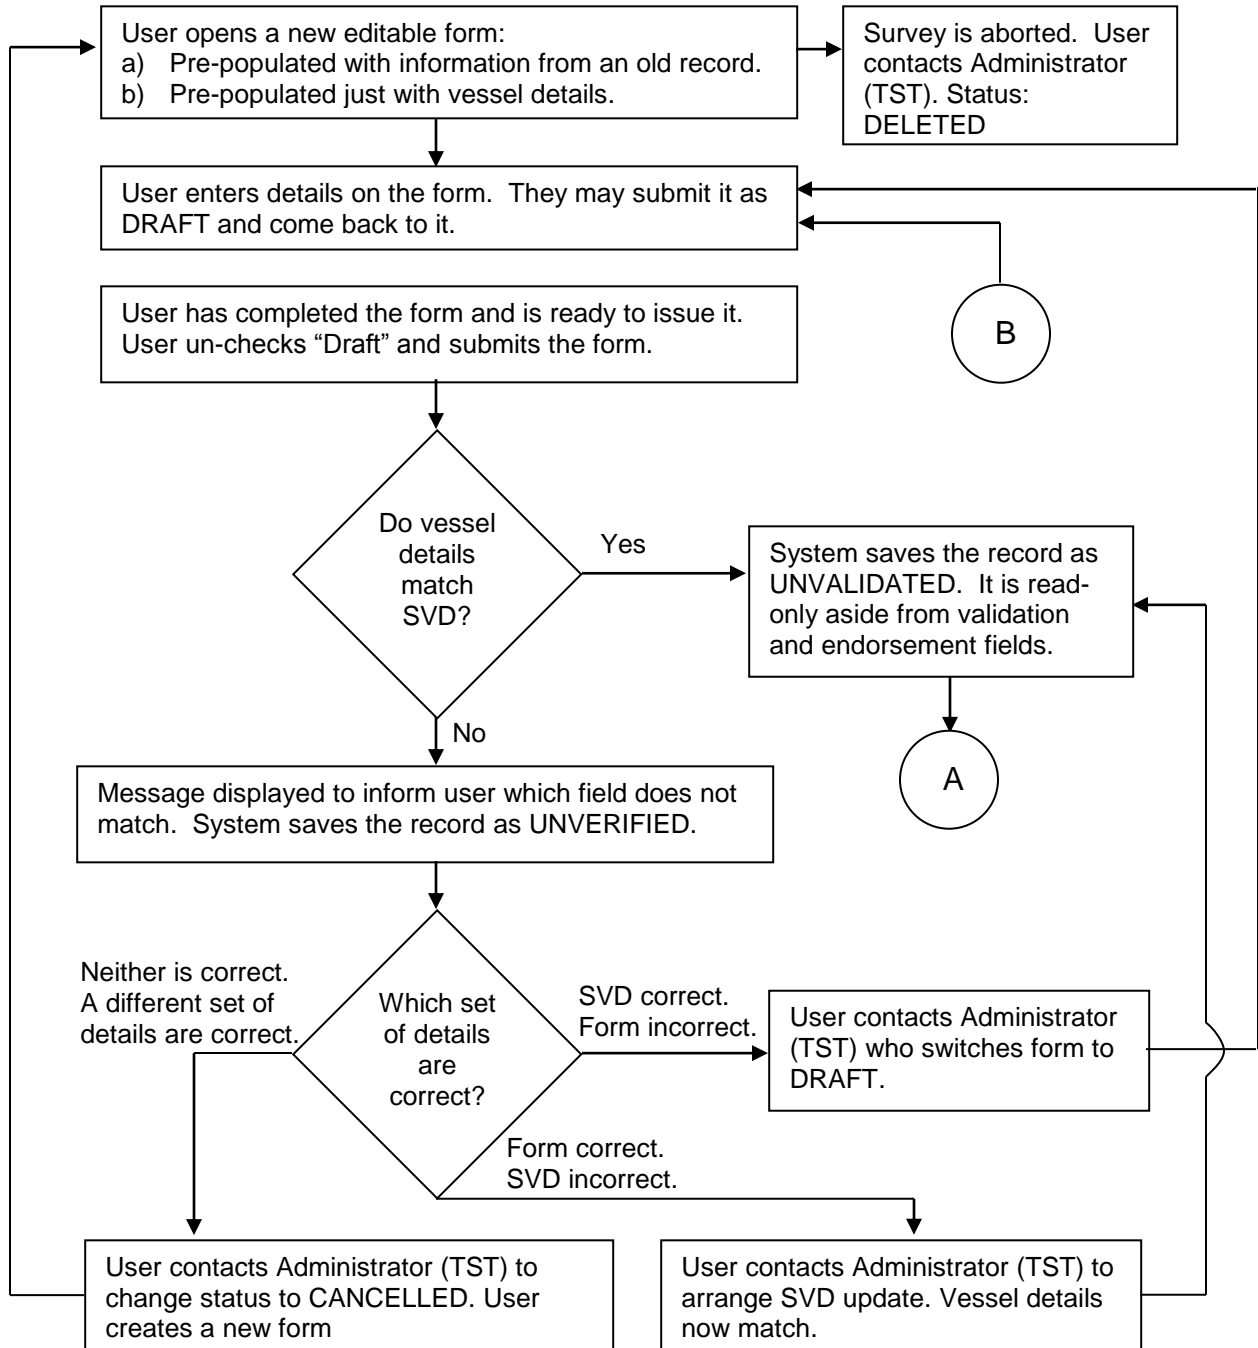 User opens a new editable form:
a) Pre-populated with information from an old record.
b) Pre-populated just with vessel details.
Survey is aborted. User
contacts Administrator
(TST). Status:
DELETED
User enters details on the form. They may submit it as
DRAFT and come back to it.
User has completed the form and is ready to issue it.
User un-checks “Draft” and submits the form.
B
Do vessel
details
match
SVD?
Yes
System saves the record as
UNVALIDATED. It is read-
only aside from validation
and endorsement fields.
No
A
Message displayed to inform user which field does not
match. System saves the record as UNVERIFIED.
Neither is correct.
A different set of
details are correct.
Which set
of details
are
correct?
SVD correct.
Form incorrect.
User contacts Administrator
(TST) who switches form to
DRAFT.
Form correct.
SVD incorrect.
User contacts Administrator (TST) to
change status to CANCELLED. User
creates a new form
User contacts Administrator (TST) to
arrange SVD update. Vessel details
now match.